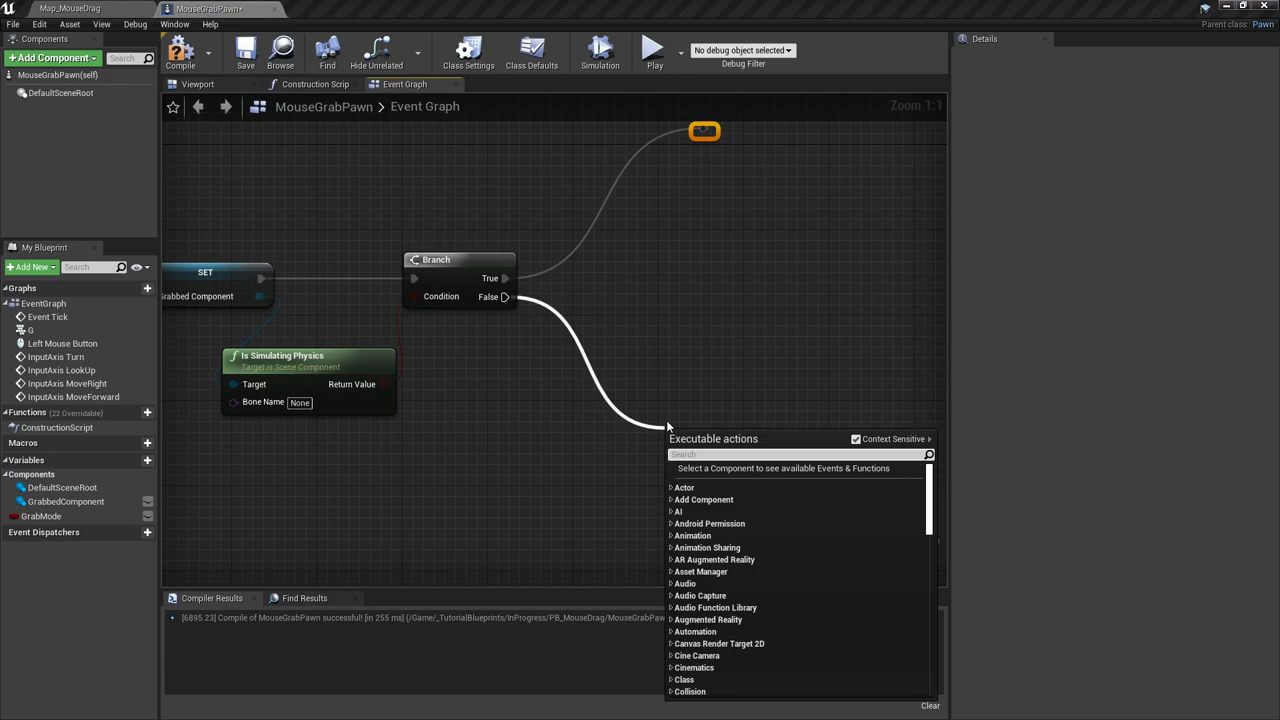 Map_MouseDrag
MouseGrabPawn*
File Edit Asset View Debug Window Help
Parent class: Pawn
Components
Details
+Add Component
Search
MouseGrabPawn(self)
DefaultSceneRoot
Compile
Save
Browse
Find
Hide Unrelated
Class Settings
Class Defaults
Simulation
Play
No debug object selected
Debug Filter
Viewport
Construction Scrip
Event Graph
MouseGrabPawn > Event Graph
Zoom 1:1
My Blueprint
+Add New
Search
Graphs
EventGraph
Event Tick
G
Left Mouse Button
InputAxis Turn
InputAxis LookUp
InputAxis MoveRight
InputAxis MoveForward
Functions (22 Overridable)
ConstructionScript
Macros
Variables
Components
DefaultSceneRoot
GrabbedComponent
GrabMode
Event Dispatchers
SET
Grabbed Component
Branch
True
Condition
False
Is Simulating Physics
Target is Scene Component
Target
Return Value
Bone Name None
Executable actions
Context Sensitive
Search
Select a Component to see available Events & Functions
Actor
Add Component
AI
Android Permission
Animation
Animation Sharing
AR Augmented Reality
Asset Manager
Audio
Audio Capture
Audio Function Library
Augmented Reality
Automation
Canvas Render Target 2D
Cine Camera
Cinematics
Class
Collision
Compiler Results
Find Results
[6895.23] Compile of MouseGrabPawn successful! [in 255 ms] (/Game/_TutorialBlueprints/InProgress/PB_MouseDrag/MouseGrabPawn
Clear